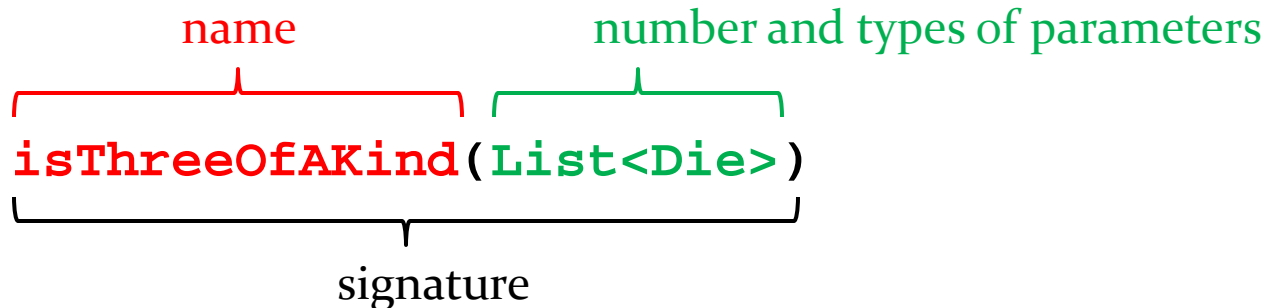 name
number and types of parameters
isThreeOfAKind(List<Die>)
signature